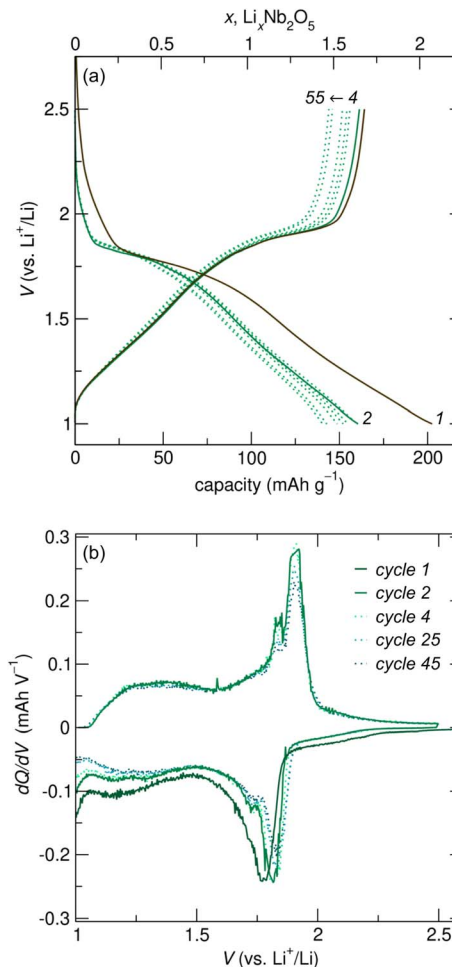 x, LixNb2O5
0 0.5 1 1.5 2
(a)
55 ← 4
2.5
2
1.5
1
V (vs. Li+/Li)
2
1
0 50 100 150 200
capacity (mAh g−1)
(b)
0.3
0.2
0.1
0
-0.1
-0.2
-0.3
dQ/dV (mAh V−1)
cycle 1
cycle 2
cycle 4
cycle 25
cycle 45
1 1.5 2 2.5
V (vs. Li+/Li)